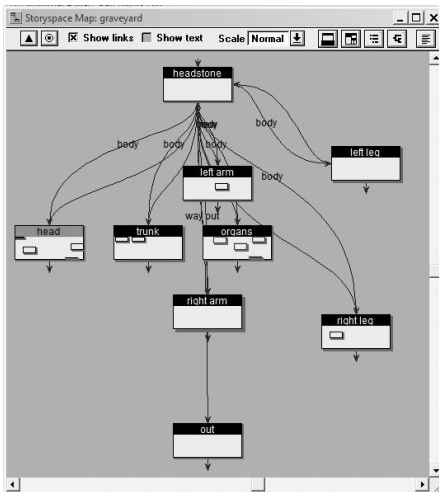 Storyspace Map: graveyard
Show links Show text Scale Normal
headstone
body
left leg
body body body
left arm
way out
head trunk organs
right arm
right leg
out